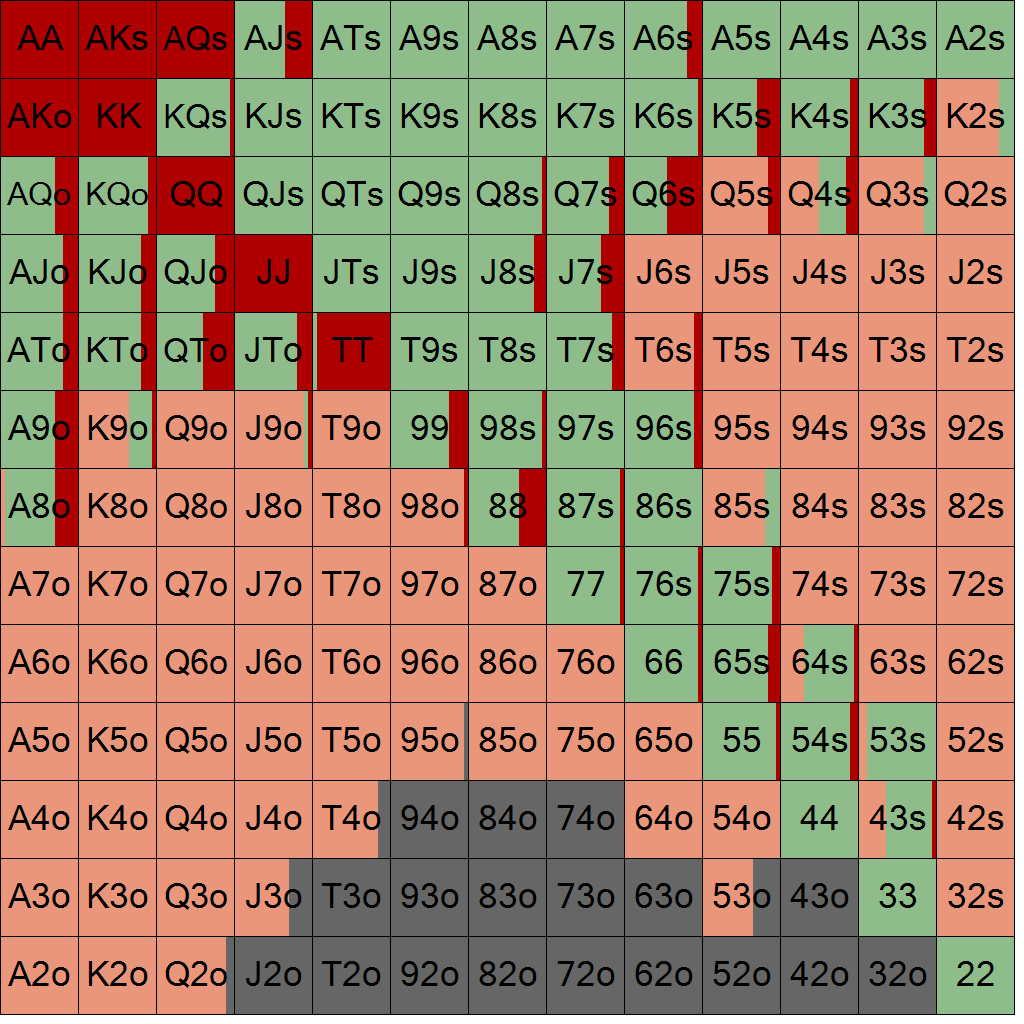 AA AKs AQs AJs ATs A9s A8s A7s A6s A5s A4s A3s A2s
AKo KK KQs KJs KTs K9s K8s K7s K6s K5s K4s K3s K2s
AQo KQo QQ QJs QTs Q9s Q8s Q7s Q6s Q5s Q4s Q3s Q2s
AJo KJo QJo JJ JTs J9s J8s J7s J6s J5s J4s J3s J2s
ATo KTo QTo JTo TT T9s T8s T7s T6s T5s T4s T3s T2s
A9o K9o Q9o J9o T9o 99 98s 97s 96s 95s 94s 93s 92s
A8o K8o Q8o J8o T8o 98o 88 87s 86s 85s 84s 83s 82s
A7o K7o Q7o J7o T7o 97o 87o 77 76s 75s 74s 73s 72s
A6o K6o Q6o J6o T6o 96o 86o 76o 66 65s 64s 63s 62s
A5o K5o Q5o J5o T5o 95o 85o 75o 65o 55 54s 53s 52s
A4o K4o Q4o J4o T4o 94o 84o 74o 64o 54o 44 43s 42s
A3o K3o Q3o J3o T3o 93o 83o 73o 63o 53o 43o 33 32s
A2o K2o Q2o J2o T2o 92o 82o 72o 62o 52o 42o 32o 22